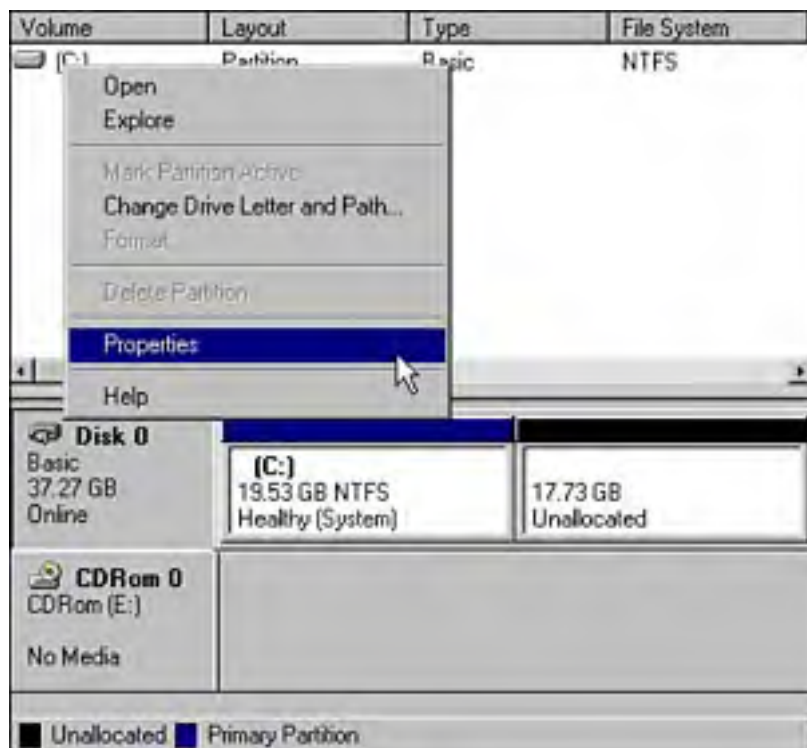 Volume Layout Type File System
(C:) Partition Basic NTFS
Open
Explore
Mark Partition Active
Change Drive Letter and Path...
Format
Delete Partition
Properties
Help
Disk 0
Basic
37.27 GB
Online
(C:)
19.53 GB NTFS
Healthy (System)
17.73 GB
Unallocated
CDRom 0
CDRom (E:)
No Media
Unallocated Primary Partition